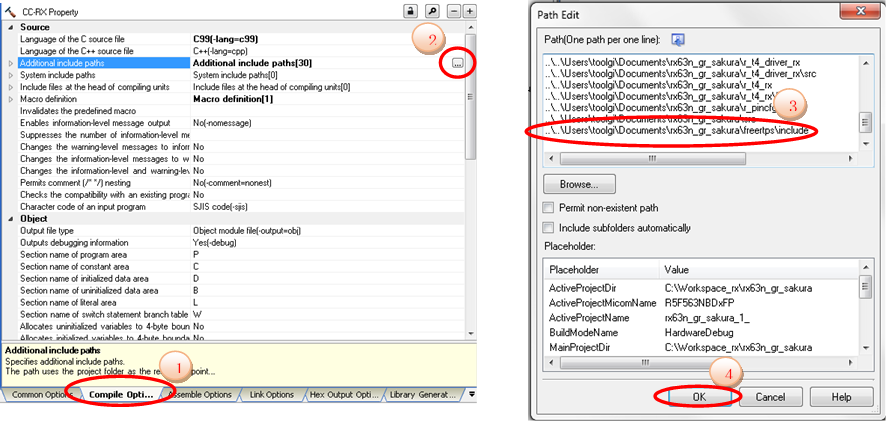 CC-RX Property
2
Source
Language of the C source file C99(-lang=c99)
Language of the C++ source file C++(-lang=cpp)
Additional include paths Additional include paths[30] ...
System include paths System include paths[0]
Include files at the head of compiling units Include files at the head of compiling units[0]
Macro definition Macro definition[1]
Invalidates the predefined macro
Enables information-level message output No(-nomessage)
Suppresses the number of information-level me
Changes the warning-level messages to inforr No
Changes the information-level messages to w No
Changes the information-level and warning-lev No
Permits comment (/* */) nesting No(-comment=nonest)
Checks the compatibility with an existing progra No
Character code of an input program SJIS code(-sjis)
Object
Output file type Object module file(-output=obj)
Outputs debugging information Yes(-debug)
Section name of program area P
Section name of constant area C
Section name of initialized data area D
Section name of uninitialized data area B
Section name of literal area L
Section name of switch statement branch table W
Allocates uninitialized variables to 4-byte boun No
Allocates initialized variables to 4-byte boundar No
Additional include paths
Specifies additional include paths.
The path uses the project folder as the re point...
1
Common Options Compile Opti... Assemble Options Link Options Hex Output Opti... Library Generat...
Path Edit
Path(One path per one line):
..\..\Users\toolgi\Documents\rx63n_gr_sakura\r_t4_driver_rx
..\..\Users\toolgi\Documents\rx63n_gr_sakura\r_t4_driver_rx\src
..\..\Users\toolgi\Documents\rx63n_gr_sakura\r_t4_rx
..\..\Users\toolgi\Documents\rx63n_gr_sakura\r_t4_rx\
..\..\Users\toolgi\Documents\rx63n_gr_sakura\r_pincfg
..\..\Users\toolgi\Documents\rx63n_gr_sakura\src
..\..\Users\toolgi\Documents\rx63n_gr_sakura\freertps\include
3
Browse...
Permit non-existent path
Include subfolders automatically
Placeholder:
Placeholder Value
ActiveProjectDir C:\Workspace_rx\rx63n_gr_sakura
ActiveProjectMicomName R5F563NBDxFP
ActiveProjectName rx63n_gr_sakura_1_
BuildModeName HardwareDebug
MainProjectDir C:\Workspace_rx\rx63n_gr_sakura
4
OK Cancel Help